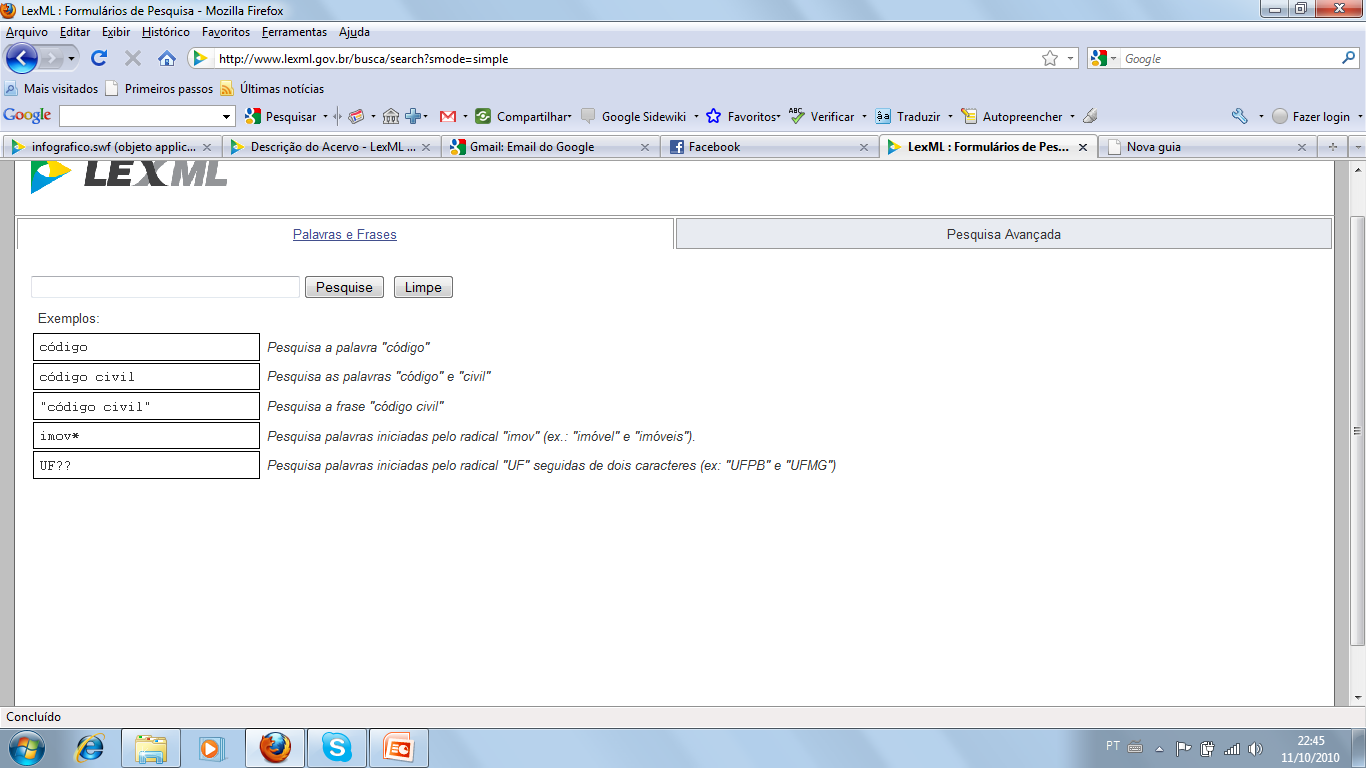 LexML : Formulários de Pesquisa - Mozilla Firefox
Arquivo Editar Exibir Histórico Favoritos Ferramentas Ajuda
http://www.lexml.gov.br/busca/search?smode=simple
Google
Mais visitados Primeiros passos Últimas notícias
Google Pesquisar Compartilhar Google Sidewiki Favoritos Verificar Traduzir Autopreencher Fazer login
infografico.swf (objeto applic... Descrição do Acervo - LexML ... Gmail: Email do Google Facebook LexML : Formulários de Pes... Nova guia
LEXML
Palavras e Frases Pesquisa Avançada
Pesquise Limpe
Exemplos:
código Pesquisa a palavra "código"
código civil Pesquisa as palavras "código" e "civil"
"código civil" Pesquisa a frase "código civil"
imov* Pesquisa palavras iniciadas pelo radical "imov" (ex.: "imóvel" e "imóveis").
UF?? Pesquisa palavras iniciadas pelo radical "UF" seguidas de dois caracteres (ex: "UFPB" e "UFMG")
Concluído
PT 22:45
11/10/2010